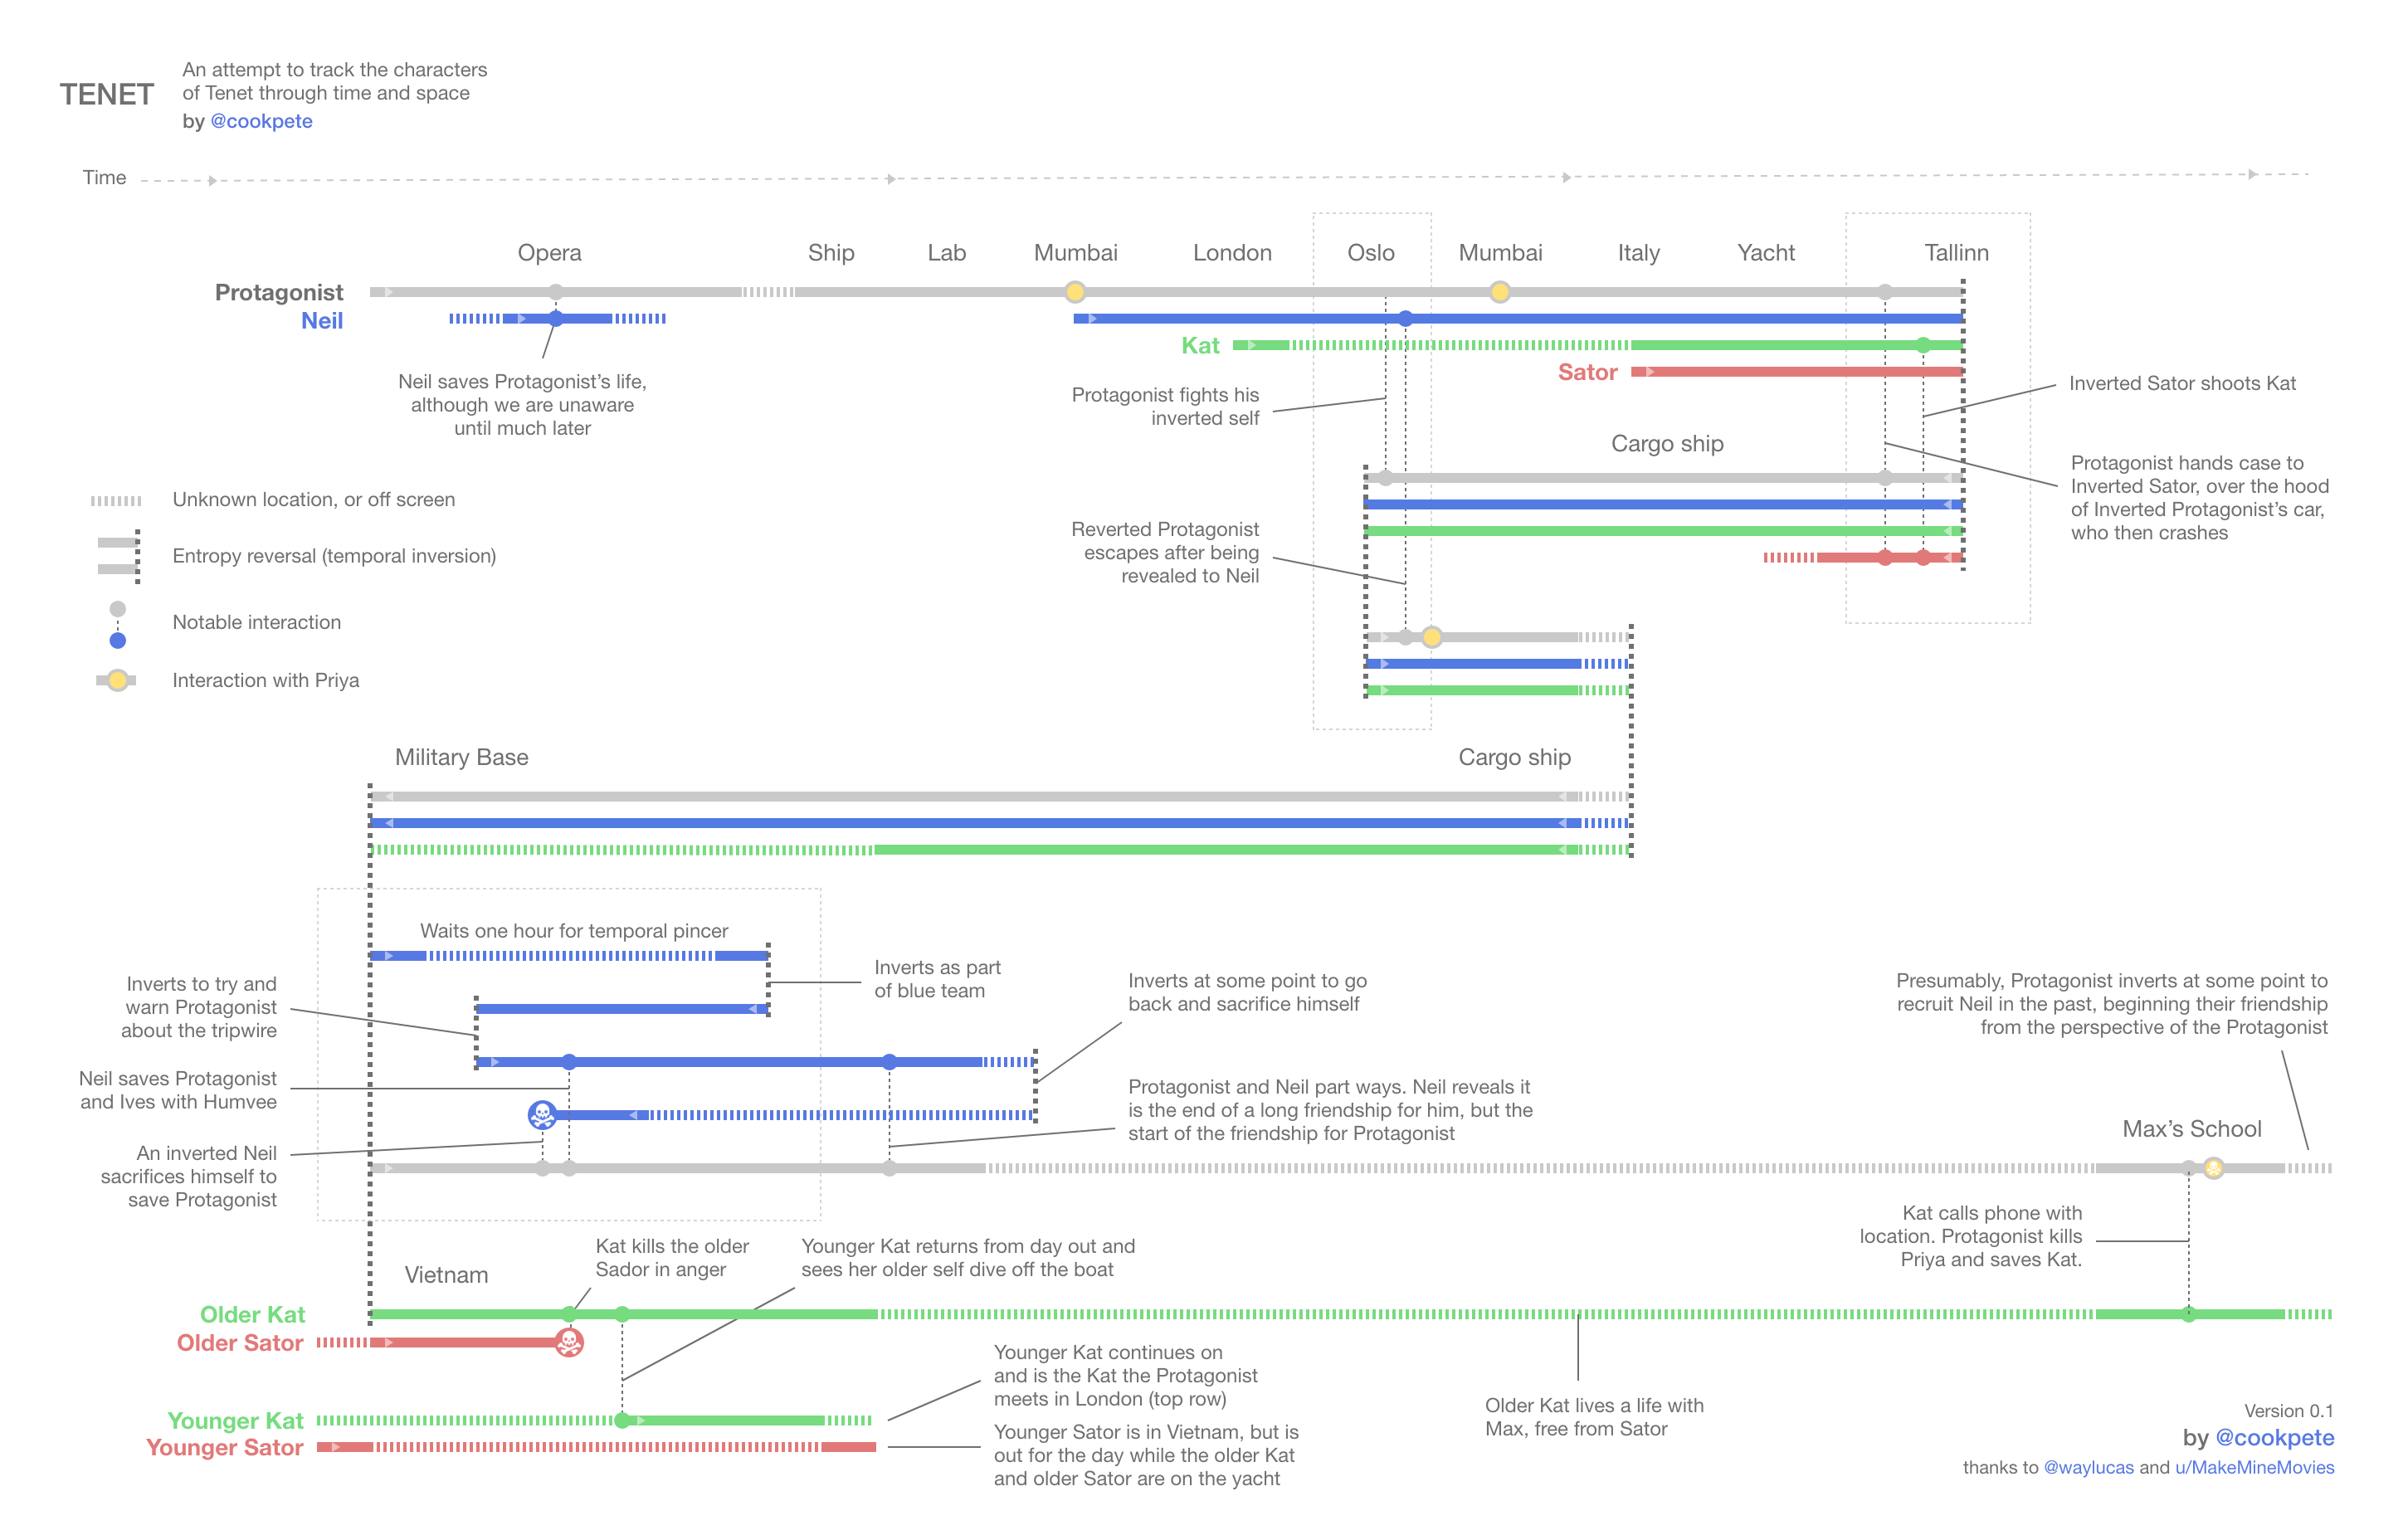 TENET
An attempt to track the characters
of Tenet through time and space
by @cookpete
Time
Opera
Ship
Lab
Mumbai
London
Oslo
Mumbai
Italy
Yacht
Tallinn
Protagonist
Neil
Kat
Sator
Neil saves Protagonist's life,
although we are unaware
until much later
Protagonist fights his
inverted self
Inverted Sator shoots Kat
Cargo ship
Protagonist hands case to
Inverted Sator, over the hood
of Inverted Protagonist's car,
who then crashes
Unknown location, or off screen
Entropy reversal (temporal inversion)
Notable interaction
Interaction with Priya
Reverted Protagonist
escapes after being
revealed to Neil
Military Base
Cargo ship
Waits one hour for temporal pincer
Inverts to try and
warn Protagonist
about the tripwire
Inverts as part
of blue team
Inverts at some point to go
back and sacrifice himself
Presumably, Protagonist inverts at some point to
recruit Neil in the past, beginning their friendship
from the perspective of the Protagonist
Neil saves Protagonist
and Ives with Humvee
Protagonist and Neil part ways. Neil reveals it
is the end of a long friendship for him, but the
start of the friendship for Protagonist
An inverted Neil
sacrifices himself to
save Protagonist
Max's School
Kat calls phone with
location. Protagonist kills
Priya and saves Kat.
Vietnam
Kat kills the older
Sador in anger
Younger Kat returns from day out and
sees her older self dive off the boat
Older Kat
Older Sator
Younger Kat
Younger Sator
Younger Kat continues on
and is the Kat the Protagonist
meets in London (top row)
Younger Sator is in Vietnam, but is
out for the day while the older Kat
and older Sator are on the yacht
Older Kat lives a life with
Max, free from Sator
Version 0.1
by @cookpete
thanks to @waylucas and u/MakeMineMovies